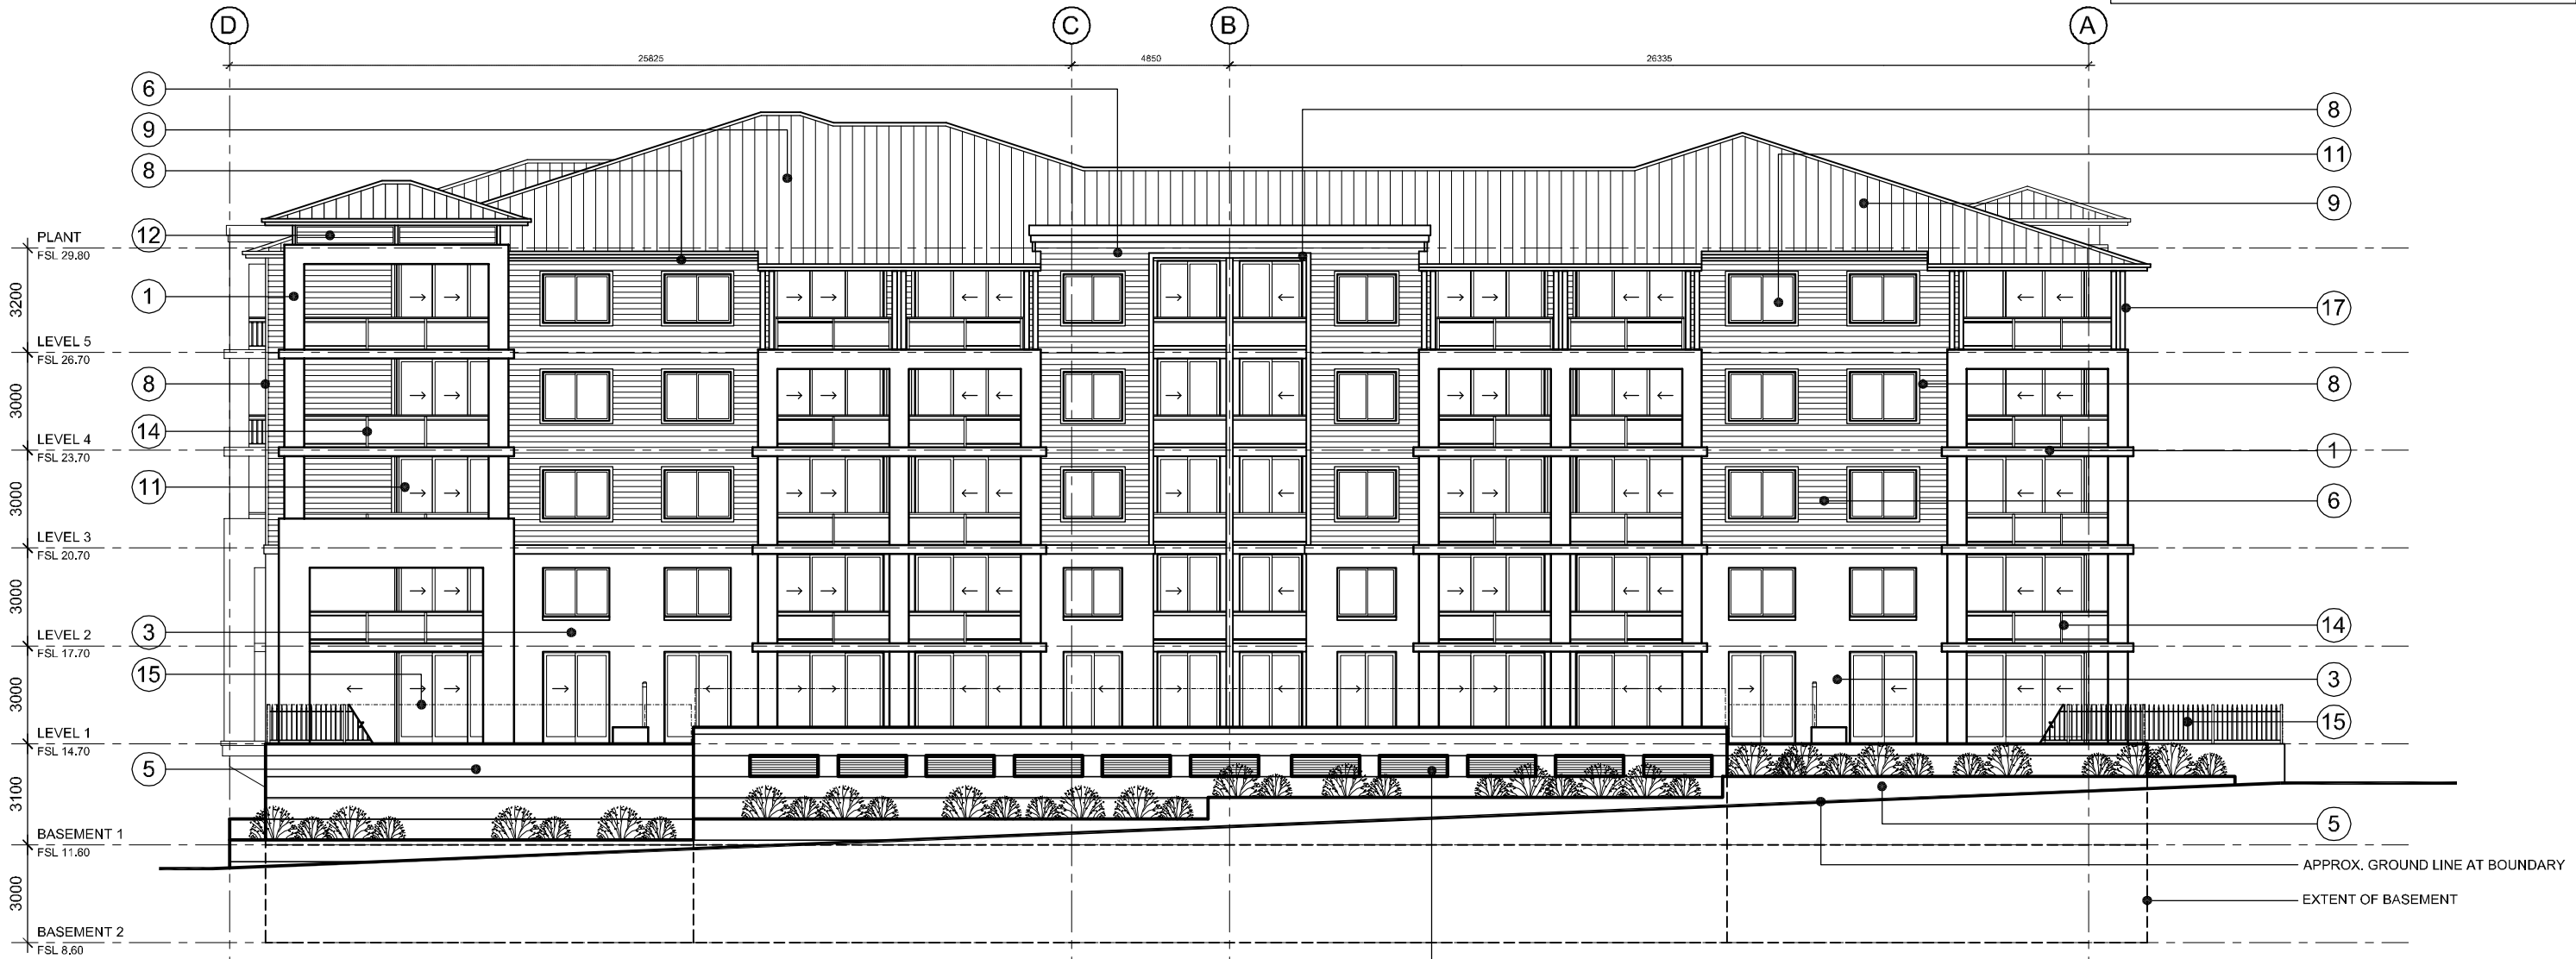 D
C
B
A
25825
4850
26335
6
9
8
12
1
8
14
11
3
15
5
8
11
9
17
8
1
6
14
3
15
5
PLANT
FSL 29.80
3200
LEVEL 5
FSL 26.70
3000
LEVEL 4
FSL 23.70
3000
LEVEL 3
FSL 20.70
3000
LEVEL 2
FSL 17.70
3000
LEVEL 1
FSL 14.70
3100
BASEMENT 1
FSL 11.60
3000
BASEMENT 2
FSL 8.60
APPROX. GROUND LINE AT BOUNDARY
EXTENT OF BASEMENT